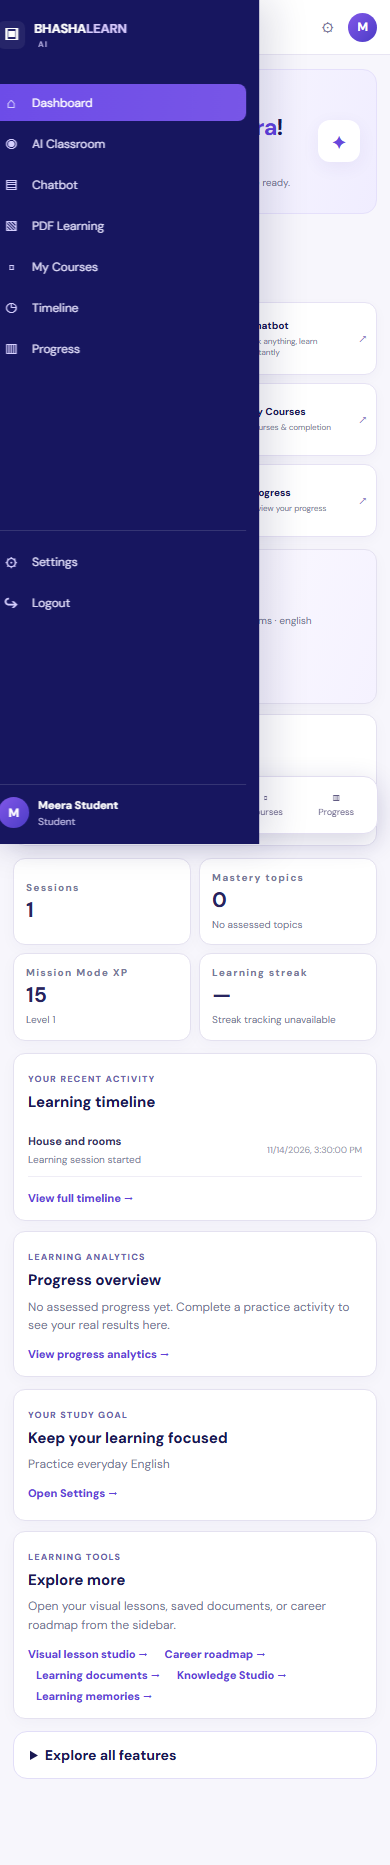 BHASHALEARN
AI
M
Dashboard
AI Classroom
Chatbot
PDF Learning
My Courses
Timeline
Progress
Settings
Logout
M
Meera Student
Student
ra!
ready.
hatbot
anything, learn
tantly
y Courses
urses & completion
ogress
iew your progress
ms · english
urses
Progress
Sessions
1
Mastery topics
0
No assessed topics
Mission Mode XP
15
Level 1
Learning streak
—
Streak tracking unavailable
YOUR RECENT ACTIVITY
Learning timeline
House and rooms
Learning session started
11/14/2026, 3:30:00 PM
View full timeline →
LEARNING ANALYTICS
Progress overview
No assessed progress yet. Complete a practice activity to
see your real results here.
View progress analytics →
YOUR STUDY GOAL
Keep your learning focused
Practice everyday English
Open Settings →
LEARNING TOOLS
Explore more
Open your visual lessons, saved documents, or career
roadmap from the sidebar.
Visual lesson studio → Career roadmap →
Learning documents → Knowledge Studio →
Learning memories →
▶ Explore all features